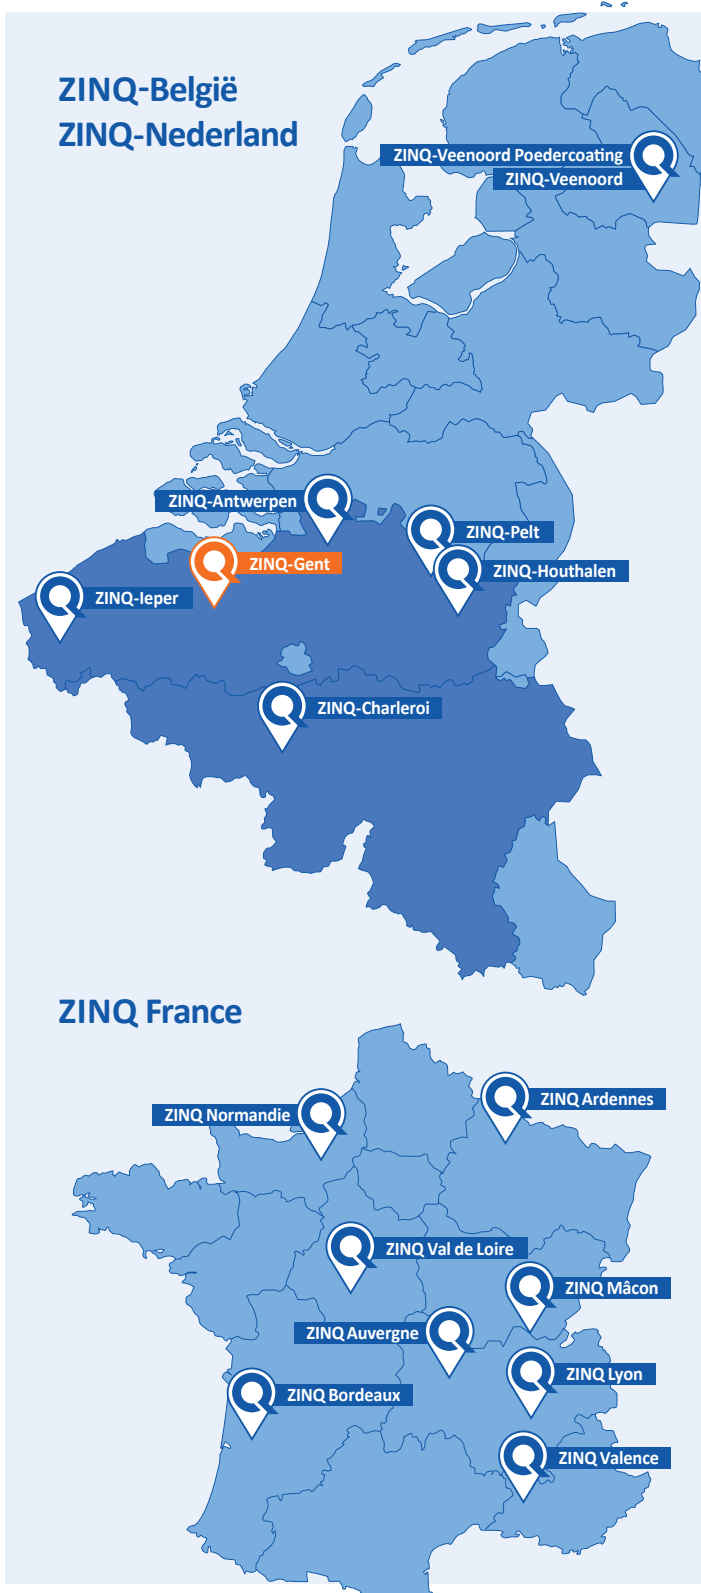 ZINQ-België
ZINQ-Nederland
ZINQ-Veenoord Poedercoating
ZINQ-Veenoord
ZINQ-Antwerpen
ZINQ-Pelt
ZINQ-Gent
ZINQ-Houthalen
ZINQ-Ieper
ZINQ-Charleroi
ZINQ France
ZINQ Ardennes
ZINQ Normandie
ZINQ Val de Loire
ZINQ Mâcon
ZINQ Auvergne
ZINQ Lyon
ZINQ Bordeaux
ZINQ Valence